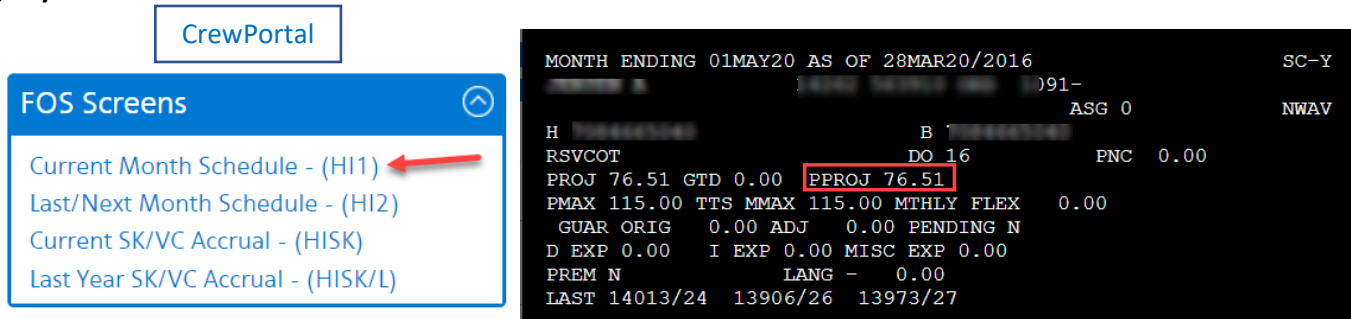 CrewPortal
FOS Screens
Current Month Schedule - (HI1)
Last/Next Month Schedule - (HI2)
Current SK/VC Accrual - (HISK)
Last Year SK/VC Accrual - (HISK/L)
MONTH ENDING 01MAY20 AS OF 28MAR20/2016 SC-Y
091-
ASG 0 NWAV
H B
RSVCOT DO 16 PNC 0.00
PROJ 76.51 GTD 0.00 PPROJ 76.51
PMAX 115.00 TTS MMAX 115.00 MTHLY FLEX 0.00
GUAR ORIG 0.00 ADJ 0.00 PENDING N
D EXP 0.00 I EXP 0.00 MISC EXP 0.00
PREM N LANG - 0.00
LAST 14013/24 13906/26 13973/27